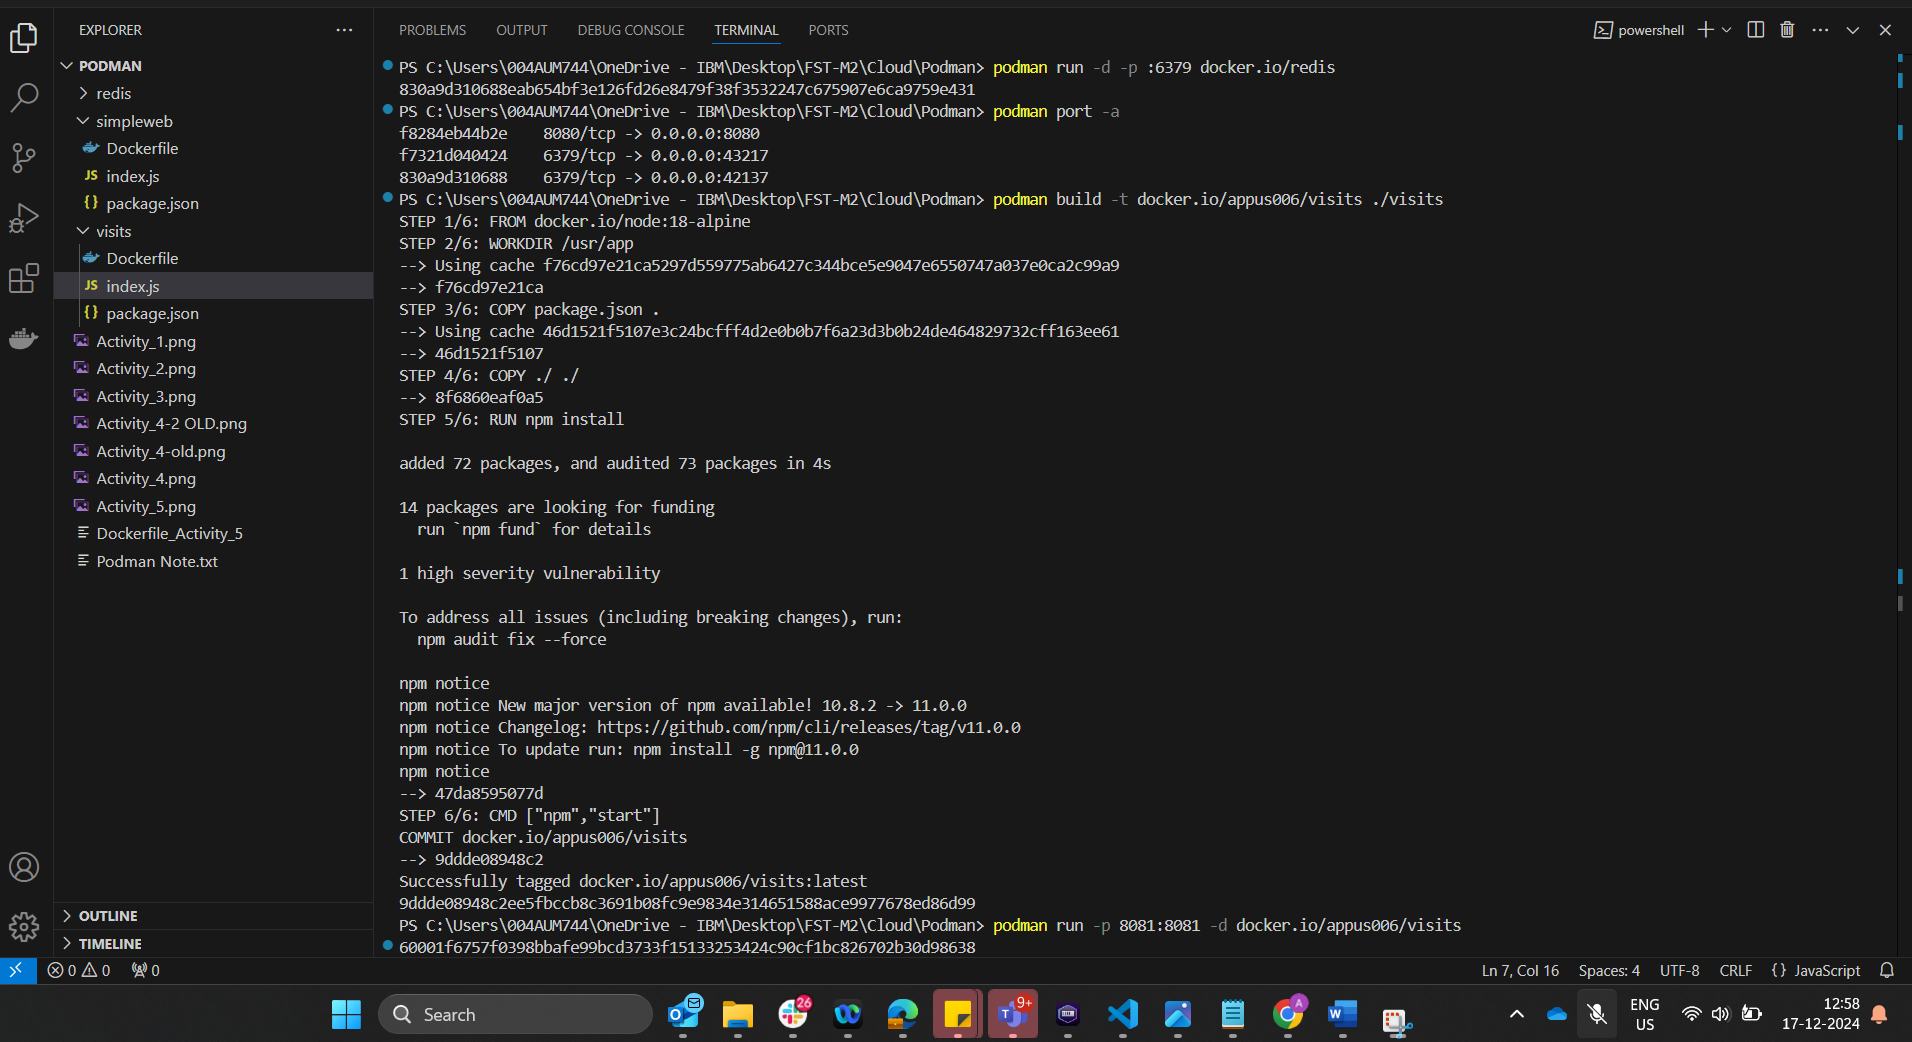 EXPLORER
PODMAN
redis
simpleweb
Dockerfile
JS index.js
{} package.json
visits
Dockerfile
JS index.js
{} package.json
Activity_1.png
Activity_2.png
Activity_3.png
Activity_4-2 OLD.png
Activity_4-old.png
Activity_4.png
Activity_5.png
Dockerfile_Activity_5
Podman Note.txt
OUTLINE
TIMELINE
PROBLEMS OUTPUT DEBUG CONSOLE TERMINAL PORTS
powershell
PS C:\Users\004AUM744\OneDrive - IBM\Desktop\FST-M2\Cloud\Podman> podman run -d -p :6379 docker.io/redis
830a9d310688eab654bf3e126fd26e8479f38f3532247c675907e6ca9759e431
PS C:\Users\004AUM744\OneDrive - IBM\Desktop\FST-M2\Cloud\Podman> podman port -a
f8284eb44b2e    8080/tcp -> 0.0.0.0:8080
f7321d040424    6379/tcp -> 0.0.0.0:43217
830a9d310688    6379/tcp -> 0.0.0.0:42137
PS C:\Users\004AUM744\OneDrive - IBM\Desktop\FST-M2\Cloud\Podman> podman build -t docker.io/appus006/visits ./visits
STEP 1/6: FROM docker.io/node:18-alpine
STEP 2/6: WORKDIR /usr/app
--> Using cache f76cd97e21ca5297d559775ab6427c344bce5e9047e6550747a037e0ca2c99a9
--> f76cd97e21ca
STEP 3/6: COPY package.json .
--> Using cache 46d1521f5107e3c24bcfff4d2e0b0b7f6a23d3b0b24de464829732cff163ee61
--> 46d1521f5107
STEP 4/6: COPY ./ ./
--> 8f6860eaf0a5
STEP 5/6: RUN npm install
added 72 packages, and audited 73 packages in 4s
14 packages are looking for funding
  run `npm fund` for details
1 high severity vulnerability
To address all issues (including breaking changes), run:
  npm audit fix --force
npm notice
npm notice New major version of npm available! 10.8.2 -> 11.0.0
npm notice Changelog: https://github.com/npm/cli/releases/tag/v11.0.0
npm notice To update run: npm install -g npm@11.0.0
npm notice
--> 47da8595077d
STEP 6/6: CMD ["npm","start"]
COMMIT docker.io/appus006/visits
--> 9ddde08948c2
Successfully tagged docker.io/appus006/visits:latest
9ddde08948c2ee5fbccb8c3691b08fc9e9834e314651588ace9977678ed86d99
PS C:\Users\004AUM744\OneDrive - IBM\Desktop\FST-M2\Cloud\Podman> podman run -p 8081:8081 -d docker.io/appus006/visits
60001f6757f0398bbafe99bcd3733f15133253424c90cf1bc826702b30d98638
0 0 0
Ln 7, Col 16 Spaces: 4 UTF-8 CRLF {} JavaScript
Search
26
9+
A
ENG
US
12:58
17-12-2024